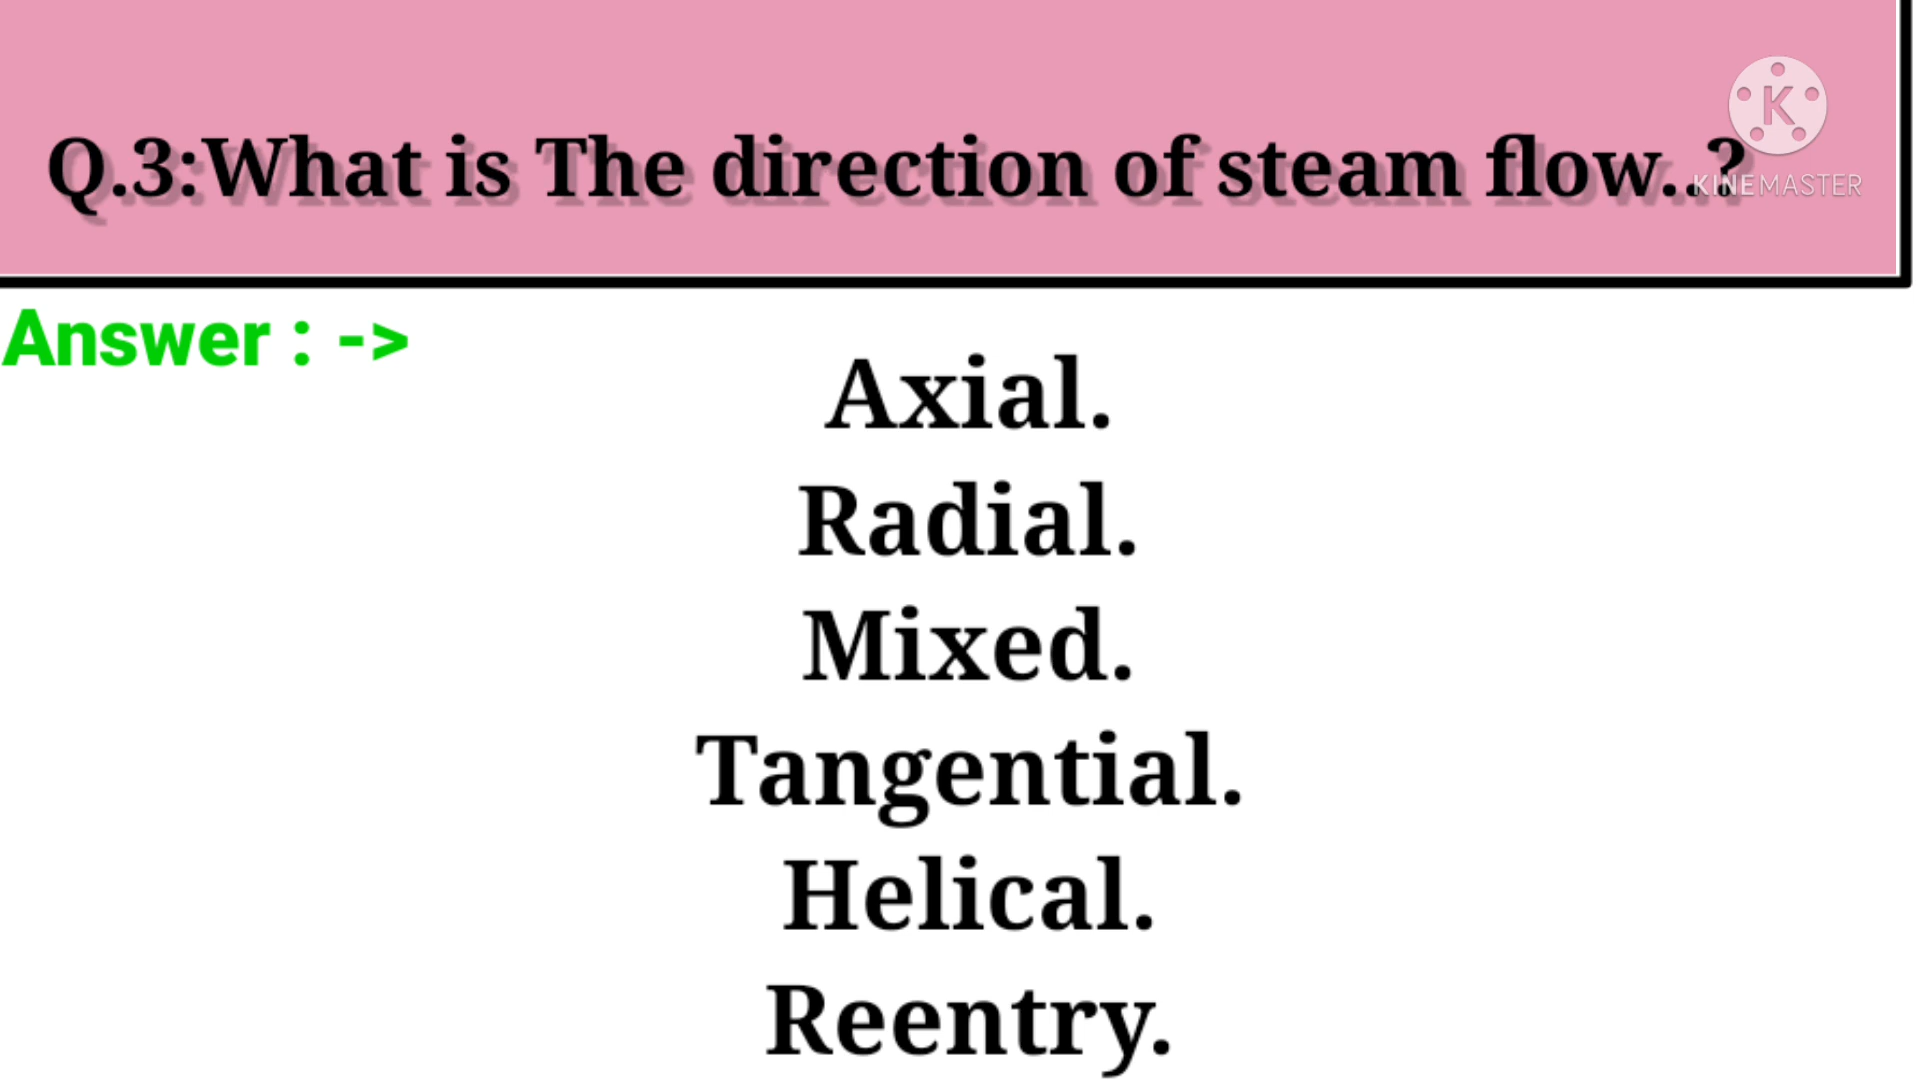 Q.3:What is The direction of steam flow..?
K
KINEMASTER
Answer : ->
Axial.
Radial.
Mixed.
Tangential.
Helical.
Reentry.